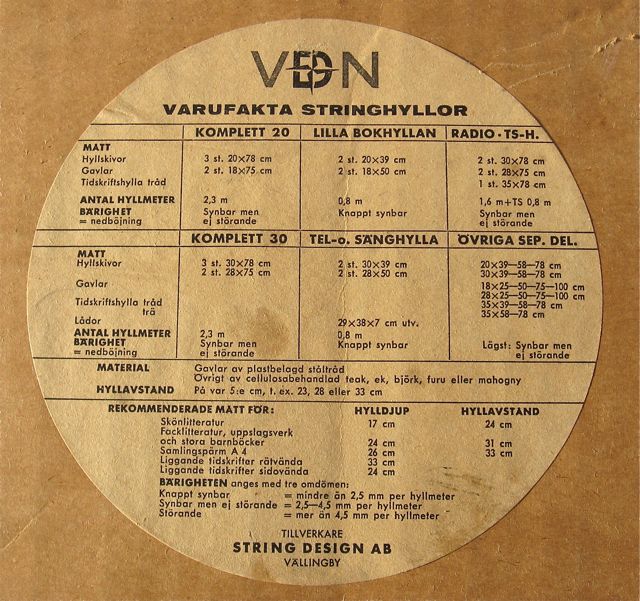 VDN
VARUFAKTA STRINGHYLLOR
KOMPLETT 20 LILLA BOKHYLLAN RADIO-TS-H.
MATT
Hyllskivor 3 st. 20×78 cm 2 st. 20×39 cm 2 st. 30×78 cm
Gavlar 2 st. 18×75 cm 2 st. 18×50 cm 2 st. 28×75 cm
Tidskriftshylla tråd 1 st. 35×78 cm
ANTAL HYLLMETER 2,3 m 0,8 m 1,6 m+TS 0,8 m
BÄRIGHET Synbar men Knappt synbar Synbar men
= nedböjning ej störande ej störande
KOMPLETT 30 TEL-o. SÄNGHYLLA ÖVRIGA SEP. DEL.
MATT
Hyllskivor 3 st. 30×78 cm 2 st. 30×39 cm 20×39—58—78 cm
2 st. 28×75 cm 2 st. 28×50 cm 30×39—58—78 cm
Gavlar 18×25—50—75—100 cm
28×25—50—75—100 cm
Tidskriftshylla tråd 35×39—58—78 cm
trä 35×58—78 cm
Lådor 29×38×7 cm utv.
ANTAL HYLLMETER 2,3 m 0,8 m
BÄRIGHET Synbar men Knappt synbar Lägst: Synbar men
= nedböjning ej störande ej störande
MATERIAL Gavlar av plastbelagd ståltråd
Övrigt av cellulosabehandlad teak, ek, björk, furu eller mahogny
HYLLAVSTAND På var 5:e cm, t. ex. 23, 28 eller 33 cm
REKOMMENDERADE MATT FÖR: HYLLDJUP HYLLAVSTAND
Skönlitteratur 17 cm 24 cm
Facklitteratur, uppslagsverk
och stora barnböcker 24 cm 31 cm
Samlingspärm A 4 26 cm 33 cm
Liggande tidskrifter rätvända 33 cm
Liggande tidskrifter sidovända 24 cm
BÄRIGHETEN anges med tre omdömen:
Knappt synbar = mindre än 2,5 mm per hyllmeter
Synbar men ej störande = 2,5—4,5 mm per hyllmeter
Störande = mer än 4,5 mm per hyllmeter
TILLVERKARE
STRING DESIGN AB
VÄLLINGBY